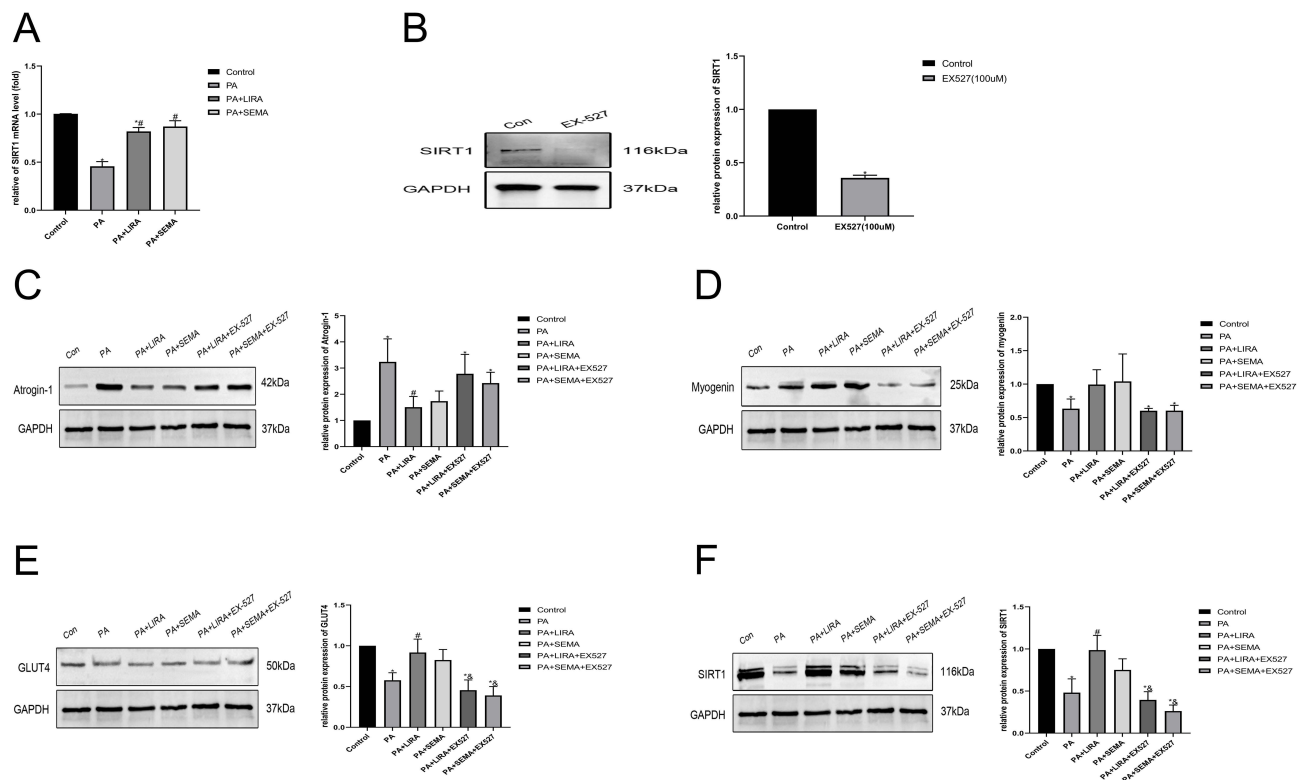 A
relative of SIRT1 mRNA level (fold)
1.5
1.0
0.5
0.0
*
*#
#
Control
PA
PA+LIRA
PA+SEMA
Control
PA
PA+LIRA
PA+SEMA
B
Con
EX-527
SIRT1
116kDa
GAPDH
37kDa
relative protein expression of SIRT1
1.5
1.0
0.5
0.0
*
Control
EX527(100uM)
Control
EX527(100uM)
C
Con
PA
PA+LIRA
PA+SEMA
PA+LIRA+EX-527
PA+SEMA+EX-527
Atrogin-1
42kDa
GAPDH
37kDa
relative protein expression of Atrogin-1
5
4
3
2
1
0
*
#
*
*
Control
PA
PA+LIRA
PA+SEMA
PA+LIRA+EX527
PA+SEMA+EX527
Control
PA
PA+LIRA
PA+SEMA
PA+LIRA+EX527
PA+SEMA+EX527
D
Con
PA
PA+LIRA
PA+SEMA
PA+LIRA+EX-527
PA+SEMA+EX-527
Myogenin
25kDa
GAPDH
37kDa
relative protein expression of myogenin
2.0
1.5
1.0
0.5
0.0
*
*
*
Control
PA
PA+LIRA
PA+SEMA
PA+LIRA+EX527
PA+SEMA+EX527
Control
PA
PA+LIRA
PA+SEMA
PA+LIRA+EX527
PA+SEMA+EX527
E
Con
PA
PA+LIRA
PA+SEMA
PA+LIRA+EX-527
PA+SEMA+EX-527
GLUT4
50kDa
GAPDH
37kDa
relative protein expression of GLUT4
1.5
1.0
0.5
0.0
*
#
*&
*&
Control
PA
PA+LIRA
PA+SEMA
PA+LIRA+EX527
PA+SEMA+EX527
Control
PA
PA+LIRA
PA+SEMA
PA+LIRA+EX527
PA+SEMA+EX527
F
Con
PA
PA+LIRA
PA+SEMA
PA+LIRA+EX-527
PA+SEMA+EX-527
SIRT1
116kDa
GAPDH
37kDa
relative protein expression of SIRT1
1.5
1.0
0.5
0.0
*
#
*&
*&
Control
PA
PA+LIRA
PA+SEMA
PA+LIRA+EX527
PA+SEMA+EX527
Control
PA
PA+LIRA
PA+SEMA
PA+LIRA+EX527
PA+SEMA+EX527